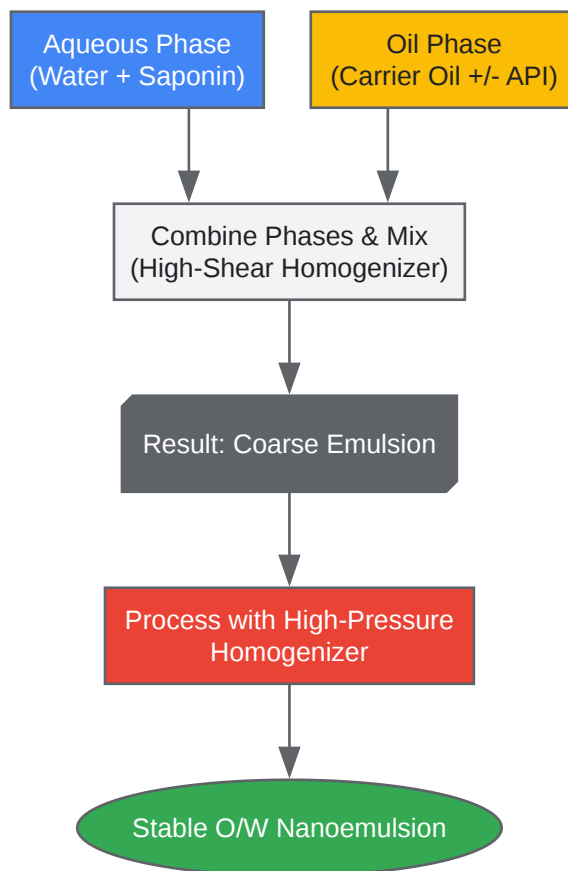 Aqueous Phase
(Water + Saponin)
Oil Phase
(Carrier Oil +/- API)
Combine Phases & Mix
(High-Shear Homogenizer)
Result: Coarse Emulsion
Process with High-Pressure
Homogenizer
Stable O/W Nanoemulsion